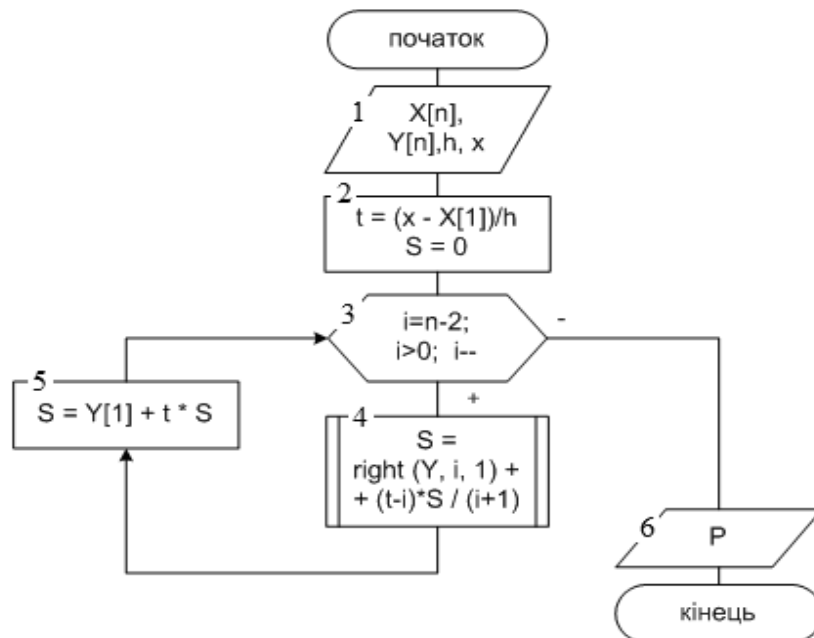 початок
1
X[n],
Y[n],h, x
2
t = (x - X[1])/h
S = 0
3
i=n-2;
i>0; i--
-
+
4
S =
right (Y, i, 1) +
+ (t-i)*S / (i+1)
5
S = Y[1] + t * S
6
P
кінець